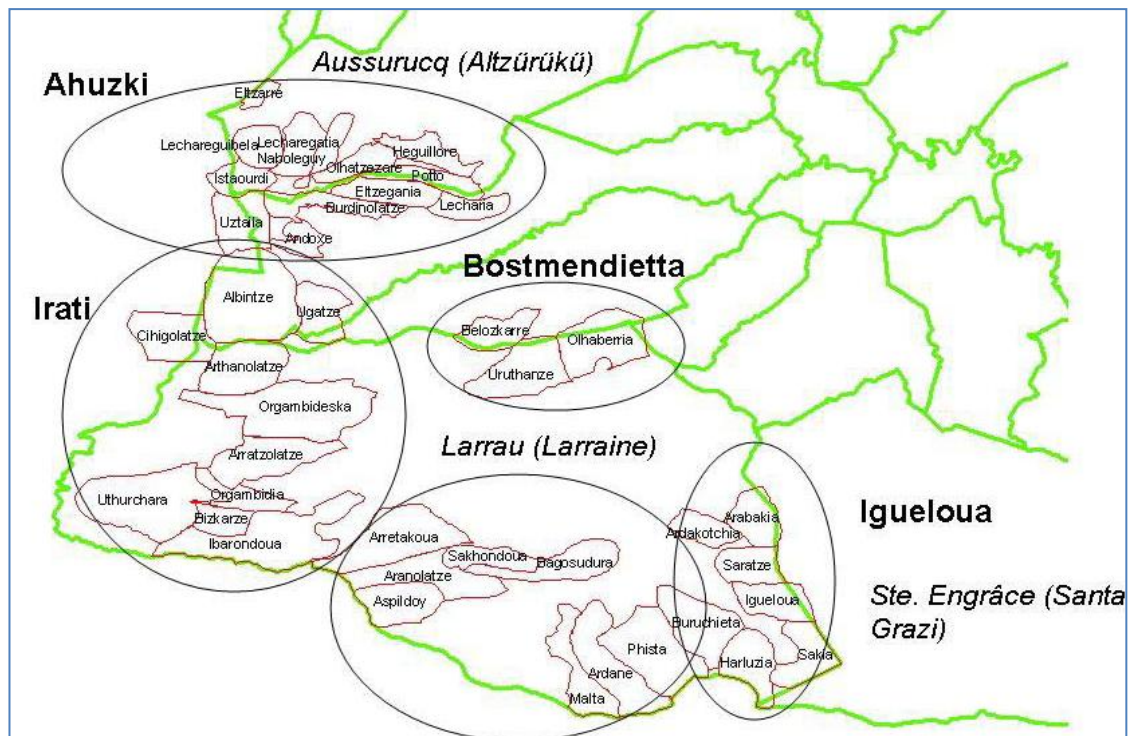 Aussurucq (Altzürükü)
Ahuzki
Eltzarre
Lechareguibela
Lecharegatia
Naboleguy
Heguillore
Olhatzezarre
Potto
Istaourdi
Eltzegania
Burdinolatze
Lecharia
Uztaila
Andoxe
Bostmendietta
Irati
Albintze
Ugatze
Cihigolatze
Belozkarre
Olhaberria
Uruthanze
Arthanolatze
Orgambideska
Larrau (Larraine)
Arratzolatze
Uthurchara
Orgambidia
Bizkarze
Ibarondoua
Arretakoua
Sakhondoua
Bagosudura
Aranolatze
Aspildoy
Igueloua
Arabakia
Ardakotchia
Saratze
Igueloua
Ste. Engrâce (Santa
Grazi)
Buruchieta
Phista
Harluzia
Sakia
Ardane
Malta